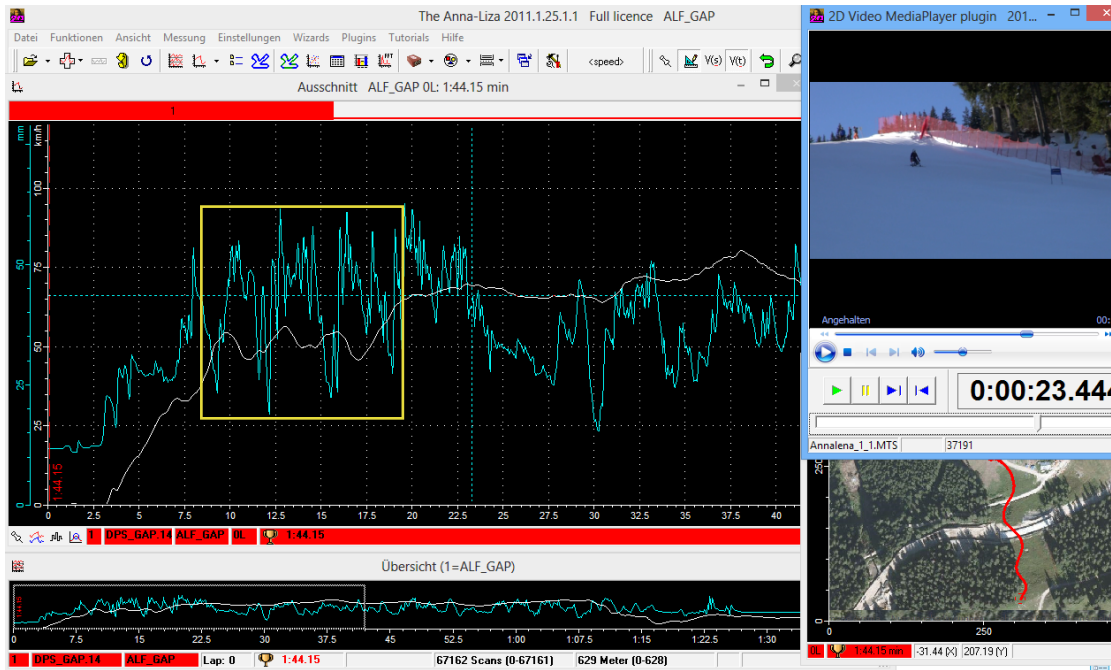 The Anna-Liza 2011.1.25.1.1 Full licence ALF_GAP
Datei Funktionen Ansicht Messung Einstellungen Wizards Plugins Tutorials Hilfe
<speed> V(s) V(t)
Ausschnitt ALF_GAP 0L: 1:44.15 min
1
mm km/h
100
50 75
50
25
25
0 0
1:44.15
0 2.5 5 7.5 10 12.5 15 17.5 20 22.5 25 27.5 30 32.5 35 37.5 40
1 DPS_GAP.14 ALF_GAP 0L 1:44.15
Übersicht (1=ALF_GAP)
0 7.5 15 22.5 30 37.5 45 52.5 1:00 1:07.5 1:15 1:22.5 1:30
1 DPS_GAP.14 ALF_GAP Lap: 0 1:44.15 67162 Scans (0-67161) 629 Meter (0-628)
2D Video MediaPlayer plugin 201...
Angehalten 00:
0:00:23.444
Annalena_1_1.MTS 37191
250
0
0 250
0L 1:44.15 min -31.44 (X) 207.19 (Y)